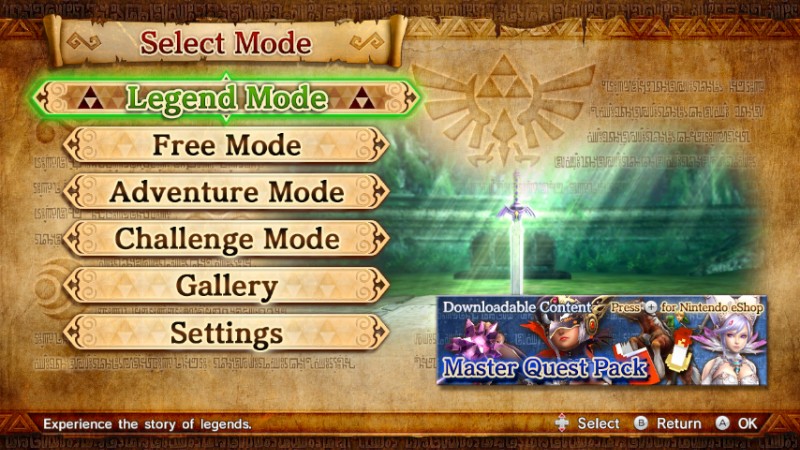 Select Mode
Legend Mode
Free Mode
Adventure Mode
Challenge Mode
Gallery
Settings
Downloadable Content Press + for Nintendo eShop
Master Quest Pack
Experience the story of legends.
Select B Return A OK